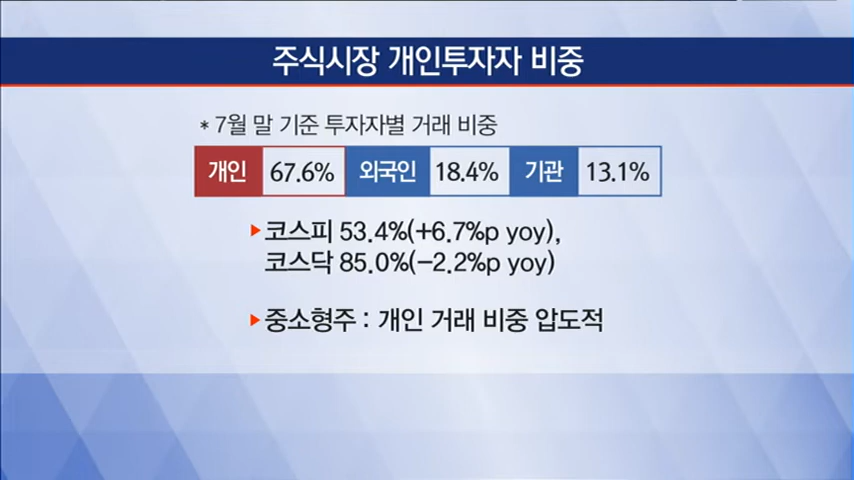 주식시장 개인투자자 비중
* 7월 말 기준 투자자별 거래 비중
개인 67.6% 외국인 18.4% 기관 13.1%
▶코스피 53.4%(+6.7%p yoy),
코스닥 85.0%(-2.2%p yoy)
▶중소형주 : 개인 거래 비중 압도적